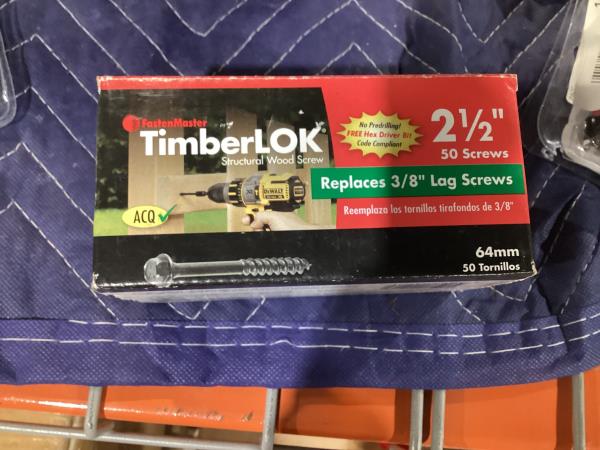 FastenMaster
TimberLOK®
Structural Wood Screw
No Predrilling!
FREE Hex Driver Bit
Code Compliant
2½"
50 Screws
Replaces 3/8" Lag Screws
Reemplaza los tornillos tirafondos de 3/8"
ACQ
DEWALT
64mm
50 Tornillos